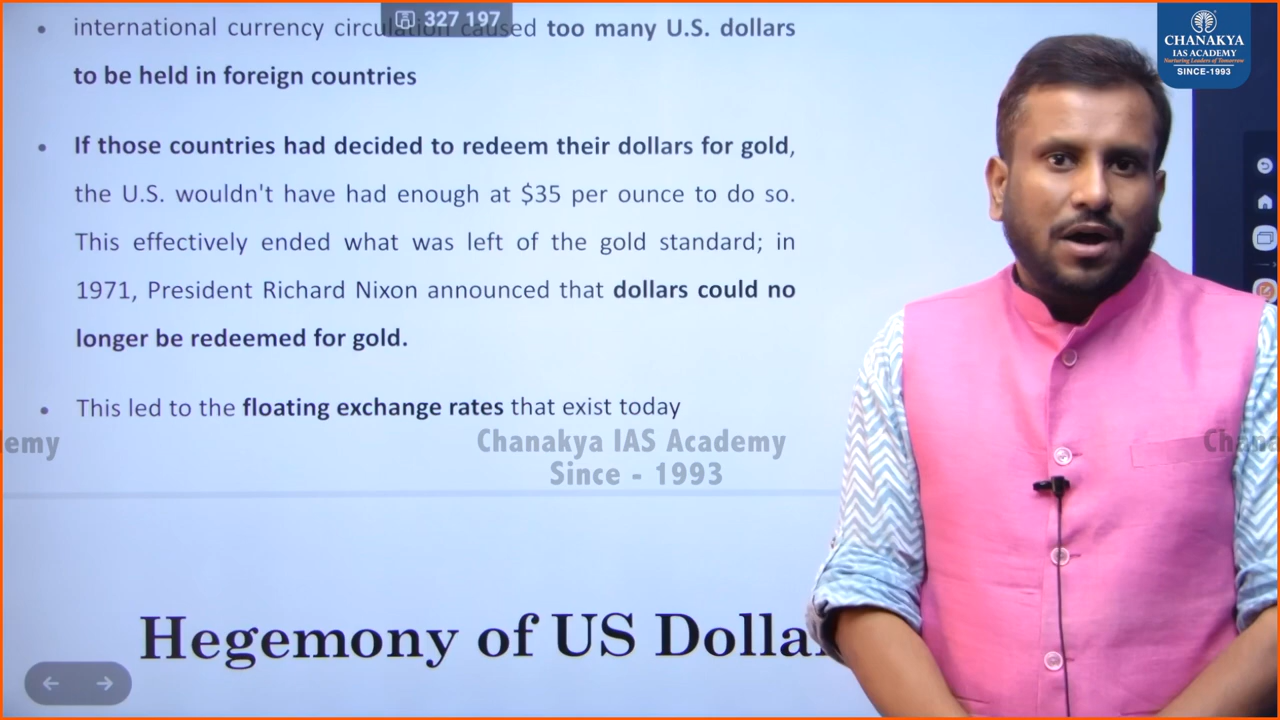 international currency circulation caused too many U.S. dollars
to be held in foreign countries
327 197
CHANAKYA
IAS ACADEMY
Nurturing Leaders of Tomorrow
SINCE-1993
If those countries had decided to redeem their dollars for gold,
the U.S. wouldn't have had enough at $35 per ounce to do so.
This effectively ended what was left of the gold standard; in
1971, President Richard Nixon announced that dollars could no
longer be redeemed for gold.
This led to the floating exchange rates that exist today
emy
Chanakya IAS Academy
Since - 1993
Chana
Hegemony of US Dolla